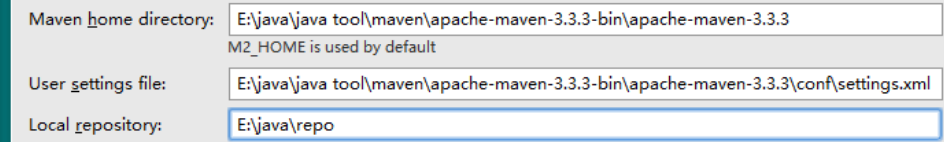 Maven home directory: E:\java\java tool\maven\apache-maven-3.3.3-bin\apache-maven-3.3.3
M2_HOME is used by default
User settings file: E:\java\java tool\maven\apache-maven-3.3.3-bin\apache-maven-3.3.3\conf\settings.xml
Local repository: E:\java\repo